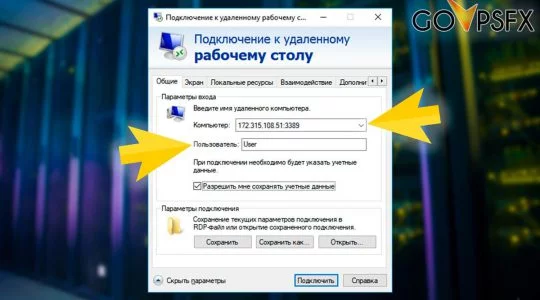 GOVPSFX
Подключение к удаленному рабочему с...
Подключение к удаленному
рабочему столу
Общие Экран Локальные ресурсы Взаимодействие Дополни
Параметры входа
Введите имя удаленного компьютера.
Компьютер: 172.315.108.51:3389
Пользователь: User
При подключении необходимо будет указать учетные
данные.
Разрешить мне сохранять учетные данные
Параметры подключения
Сохранение текущих параметров подключения в
RDP-файл или открытие сохраненного подключения.
Сохранить Сохранить как... Открыть...
Скрыть параметры Подключить Справка